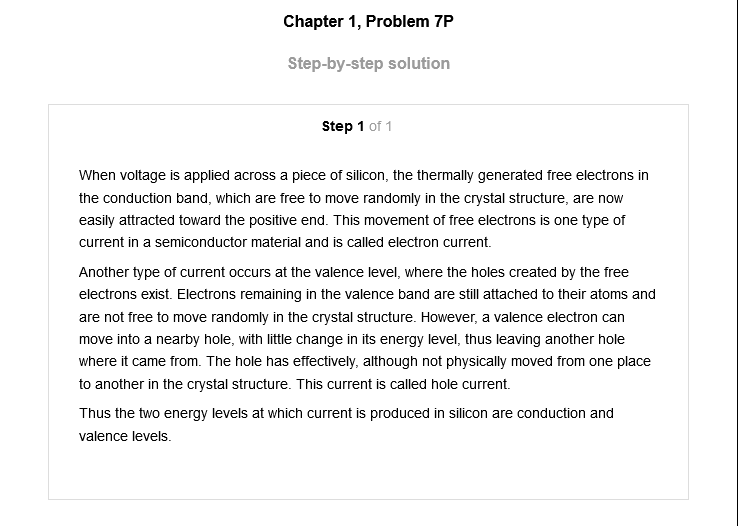 Chapter 1, Problem 7P
Step-by-step solution
Step 1 of 1
When voltage is applied across a piece of silicon, the thermally generated free electrons in
the conduction band, which are free to move randomly in the crystal structure, are now
easily attracted toward the positive end. This movement of free electrons is one type of
current in a semiconductor material and is called electron current.
Another type of current occurs at the valence level, where the holes created by the free
electrons exist. Electrons remaining in the valence band are still attached to their atoms and
are not free to move randomly in the crystal structure. However, a valence electron can
move into a nearby hole, with little change in its energy level, thus leaving another hole
where it came from. The hole has effectively, although not physically moved from one place
to another in the crystal structure. This current is called hole current.
Thus the two energy levels at which current is produced in silicon are conduction and
valence levels.